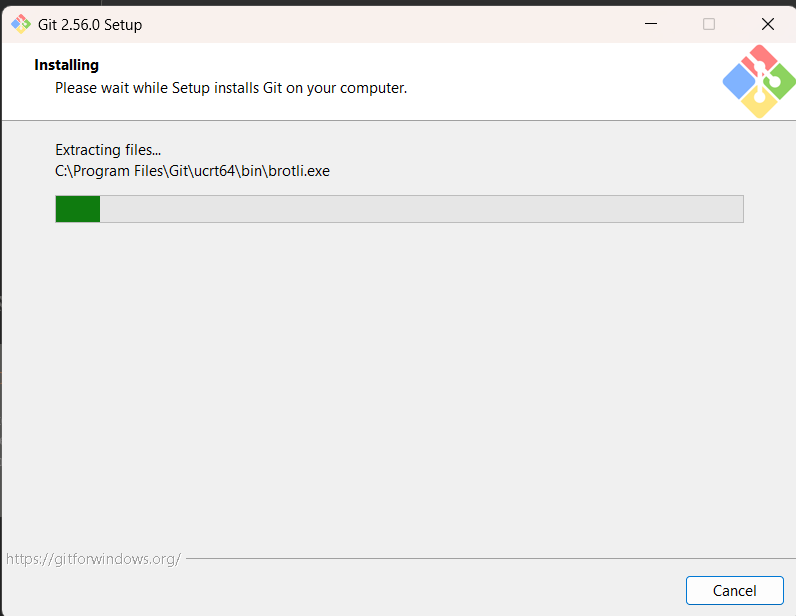 Git 2.56.0 Setup
Installing
Please wait while Setup installs Git on your computer.
Extracting files...
C:\Program Files\Git\ucrt64\bin\brotli.exe
https://gitforwindows.org/
Cancel